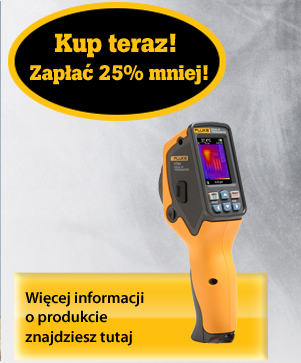 Kup teraz!
Zapłać 25% mniej!
FLUKE
Więcej informacji
o produkcie
znajdziesz tutaj